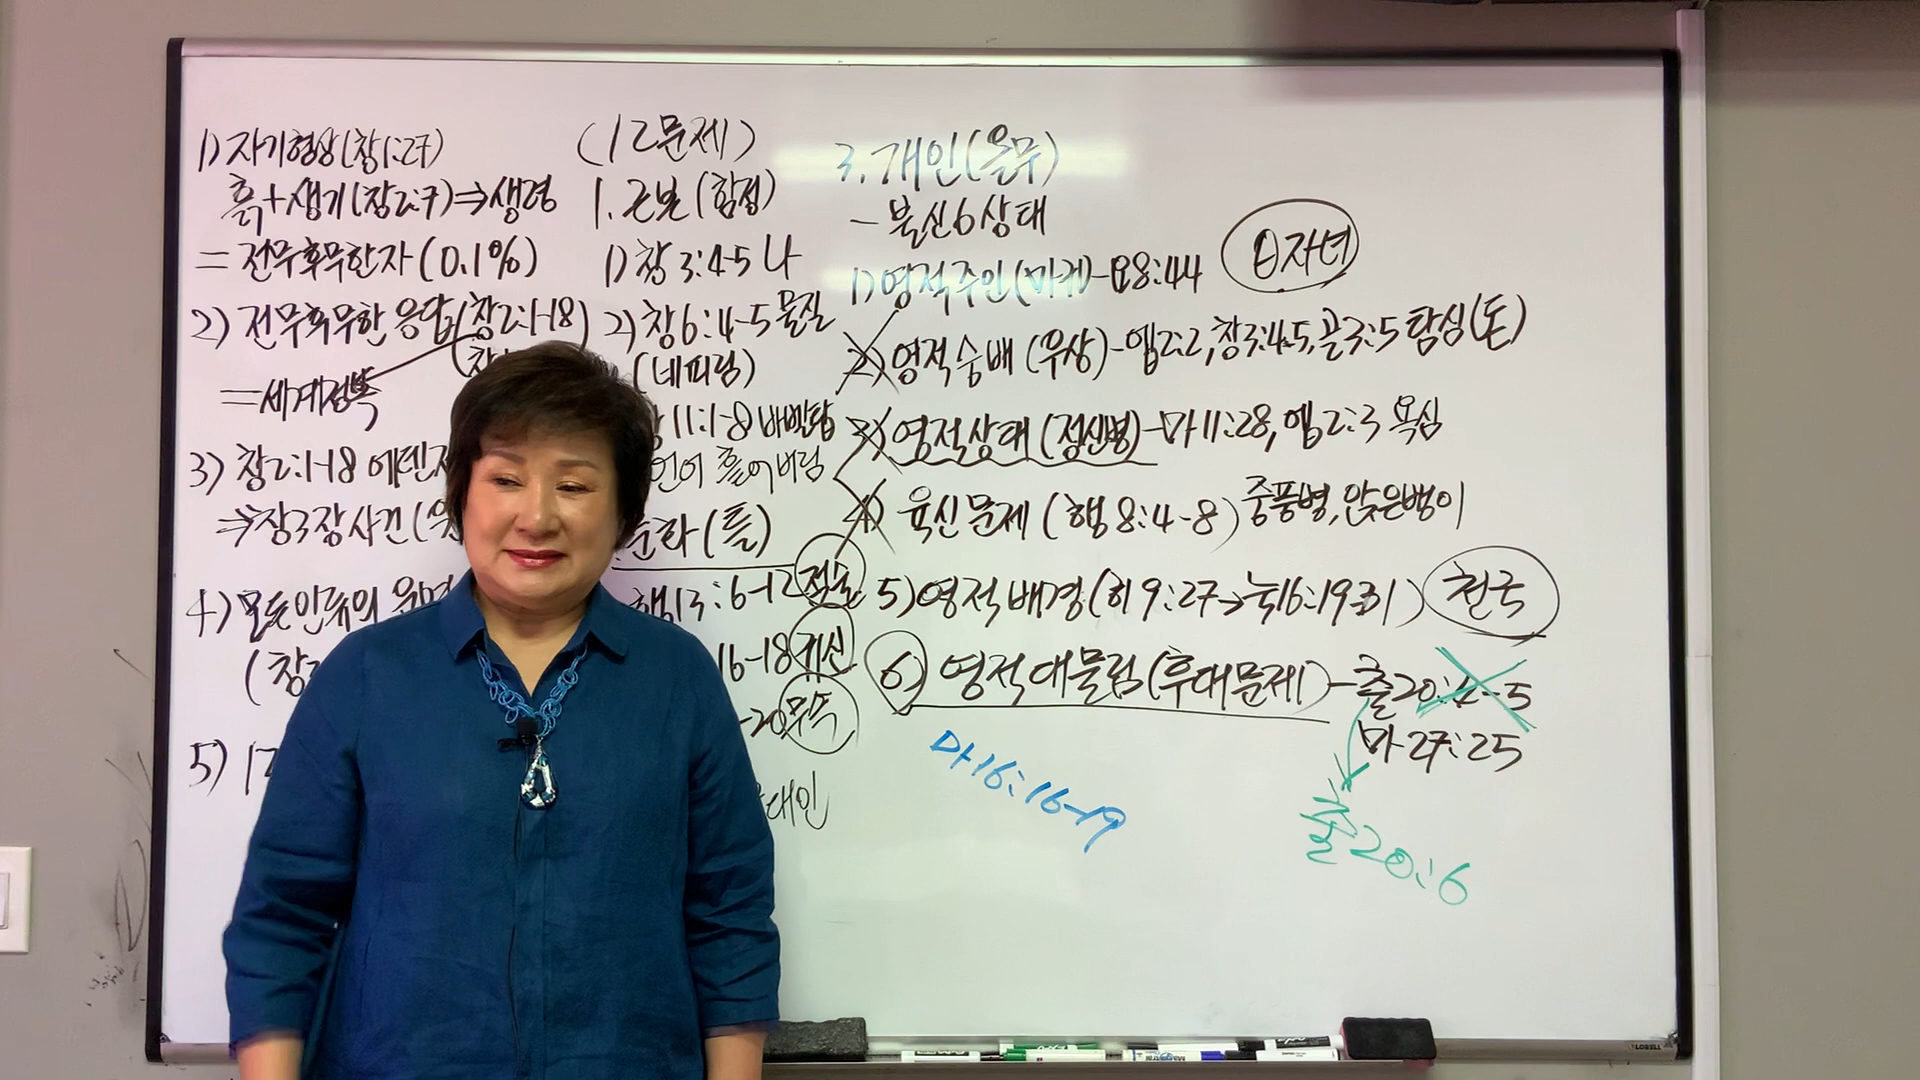 1) 자기형상(창1:27)
흙+생기(창2:7)⇒생령
=전무후무한자(0.1%)
2) 전무후무한 응답(창2:1-18)
(창
=세계정복
3) 창2:1-18 에덴
⇒창3장사건(
4) 모든인류의
(창
5) 12
(12문제)
1. 근본(함정)
1) 창3:4-5 나
2) 창6:4-5 물질
(네피림)
11:1-8 바벨탑
언어 흩어버림
(틀)
행13:6-12 점술
16-18 귀신
-20 무속
대인
3. 개인(올무)
- 불신6상태
1) 영적주인(마귀)-요8:44
자녀
2) 영적숭배(우상)-엡2:2, 창3:4-5, 골3:5 탐심(돈)
3) 영적상태(정신병)-마11:28, 엡2:3 욕심
4) 육신문제(행8:4-8) 중풍병, 앉은뱅이
5) 영적배경(히9:27→눅16:19-31) 천국
6) 영적대물림(후대문제)-출20:4-5
마27:25
마16:16-19
출20:6